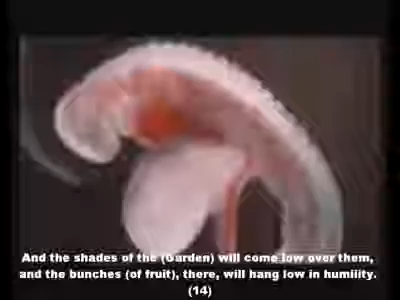 And the shades of the (Garden) will come low over them,
and the bunches (of fruit), there, will hang low in humility.
(14)